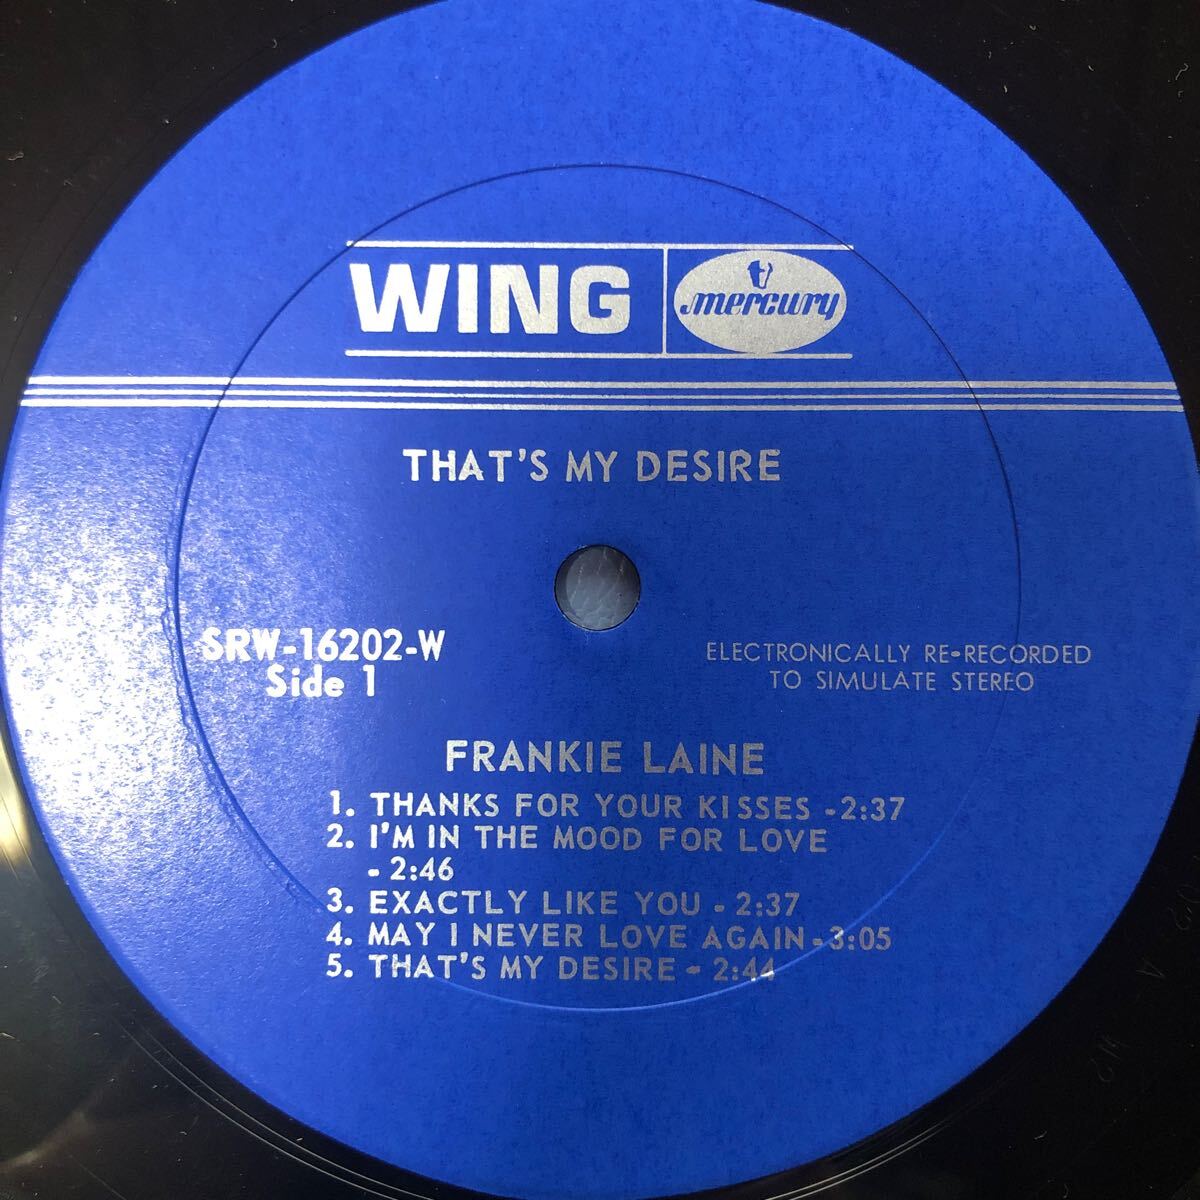 WING
mercury
THAT'S MY DESIRE
SRW-16202-W
Side 1
ELECTRONICALLY RE-RECORDED
TO SIMULATE STEREO
FRANKIE LAINE
1. THANKS FOR YOUR KISSES -2:37
2. I'M IN THE MOOD FOR LOVE
- 2:46
3. EXACTLY LIKE YOU - 2:37
4. MAY I NEVER LOVE AGAIN - 3:05
5. THAT'S MY DESIRE - 2:44